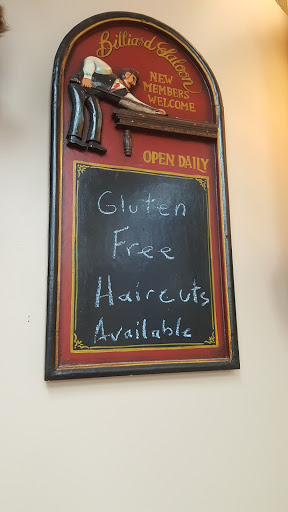 Billiard Saloon
NEW
MEMBERS
WELCOME
OPEN DAILY
Gluten
Free
Haircuts
Available